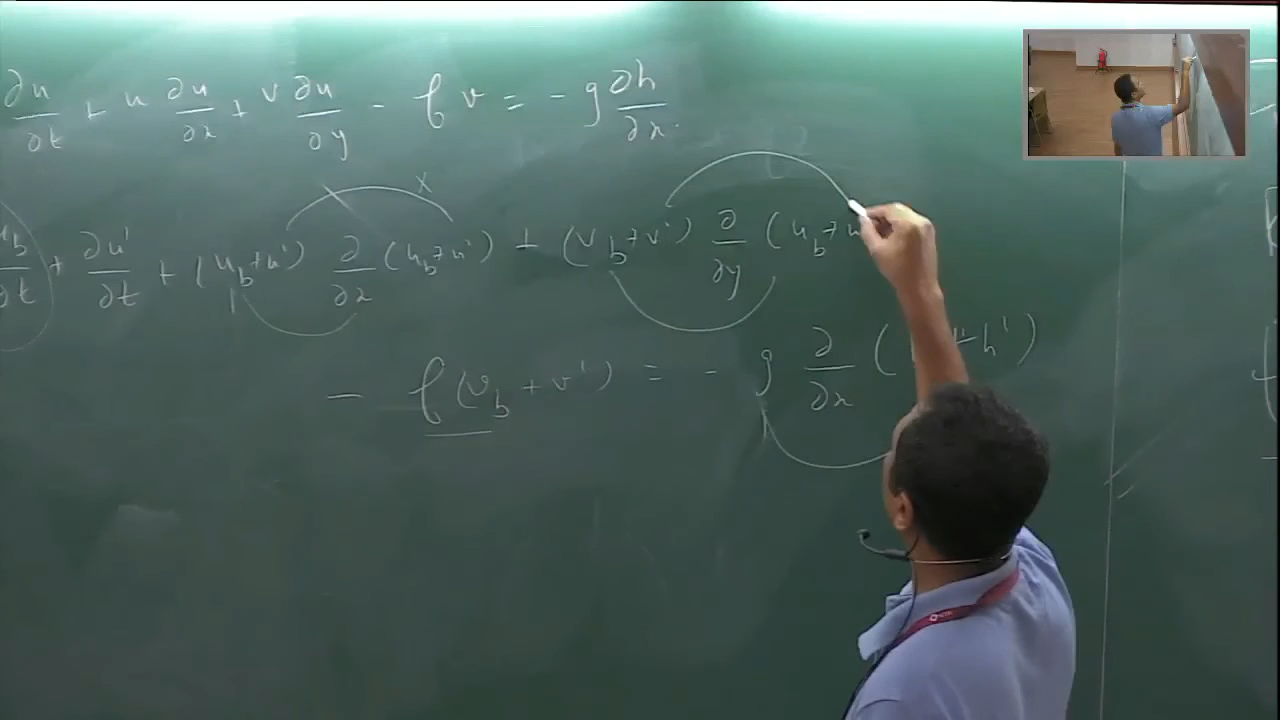 ∂u/∂t + u ∂u/∂x + v ∂u/∂y - f v = - g ∂h/∂x
u_b/∂t + ∂u'/∂t + (u_b+u') ∂/∂x (u_b+u') + (v_b+v') ∂/∂y (u_b+u
x
- f(v_b + v') = - g ∂/∂x ( + h')